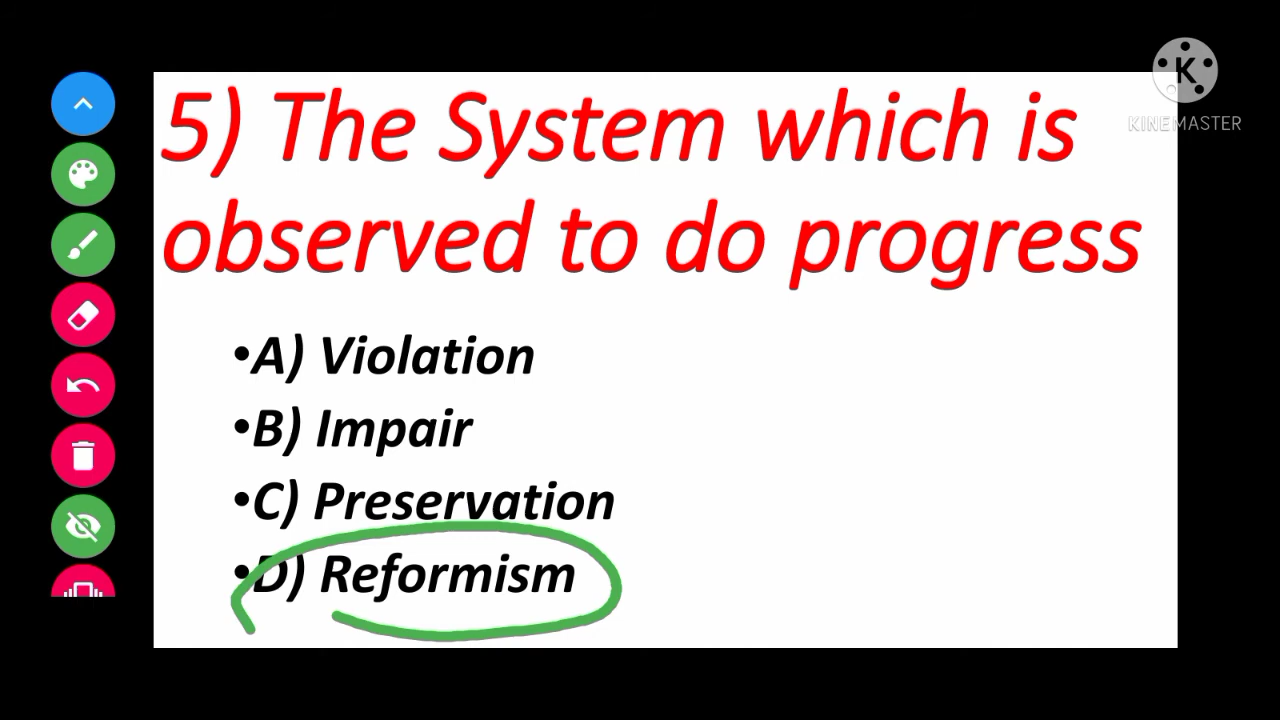 5) The System which is
observed to do progress
•A) Violation
•B) Impair
•C) Preservation
•D) Reformism
K
KINEMASTER